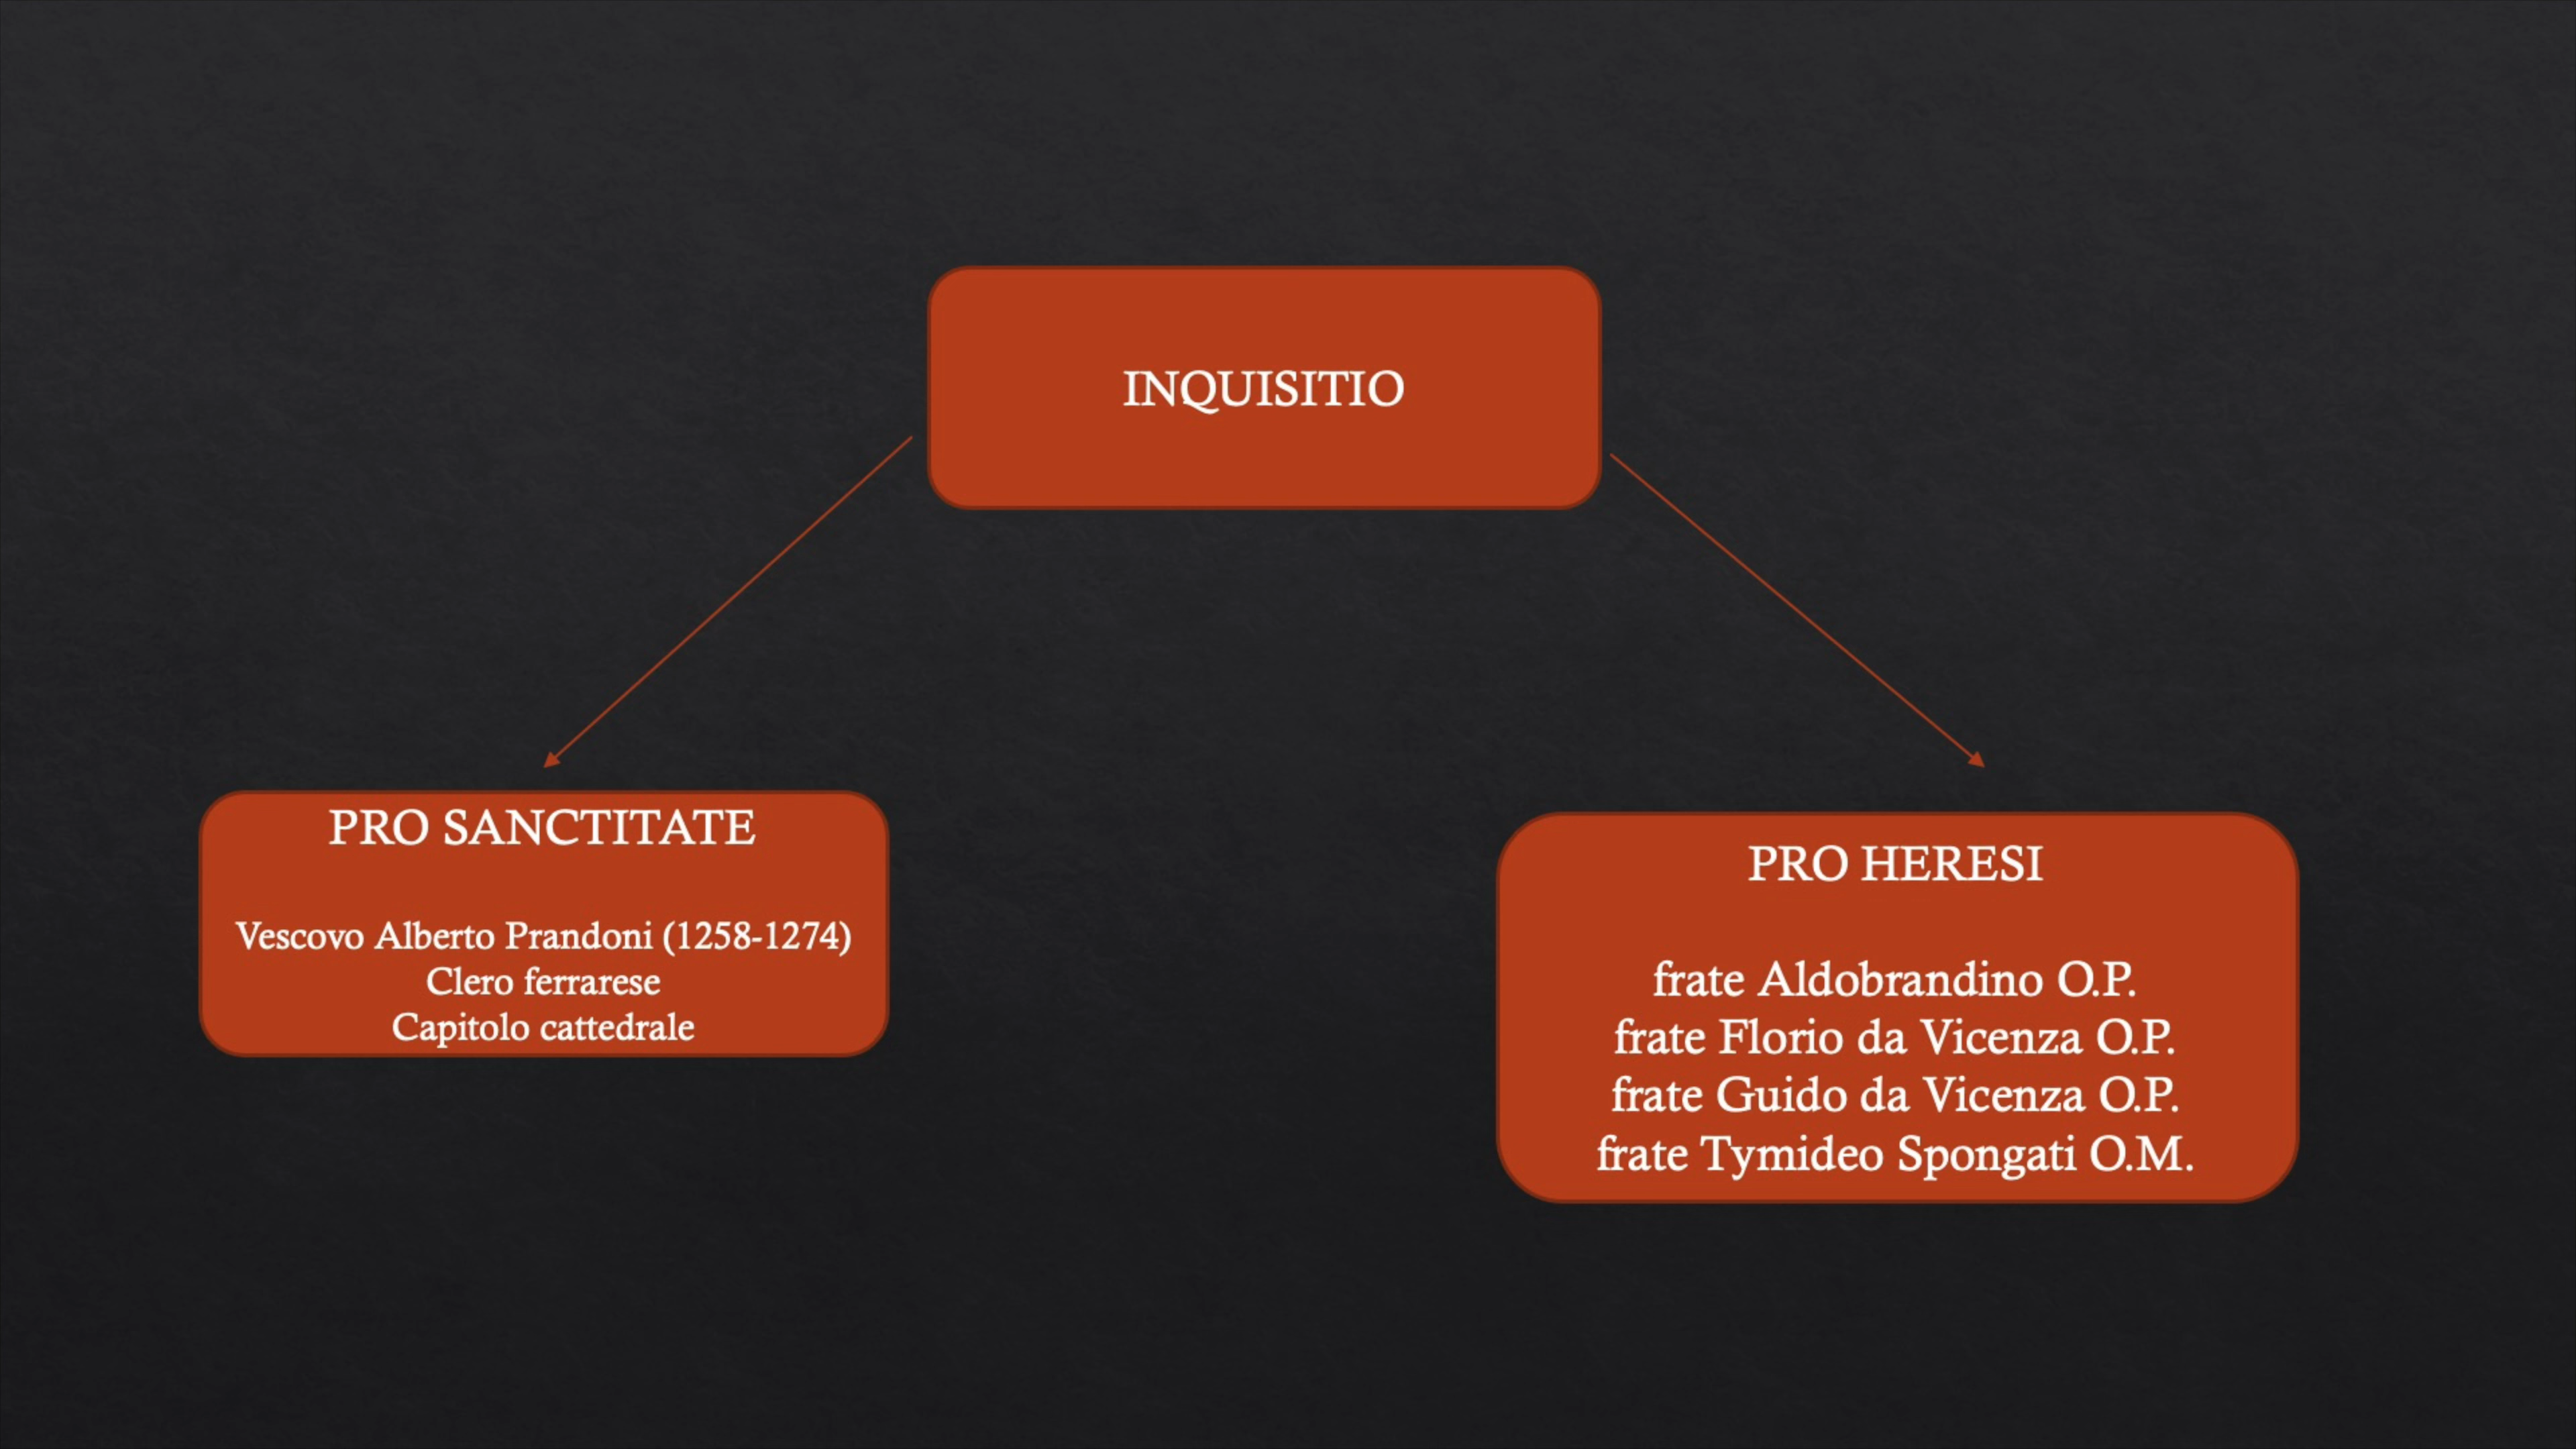 INQUISITIO
PRO SANCTITATE
Vescovo Alberto Prandoni (1258-1274)
Clero ferrarese
Capitolo cattedrale
PRO HERESI
frate Aldobrandino O.P.
frate Florio da Vicenza O.P.
frate Guido da Vicenza O.P.
frate Tymideo Spongati O.M.